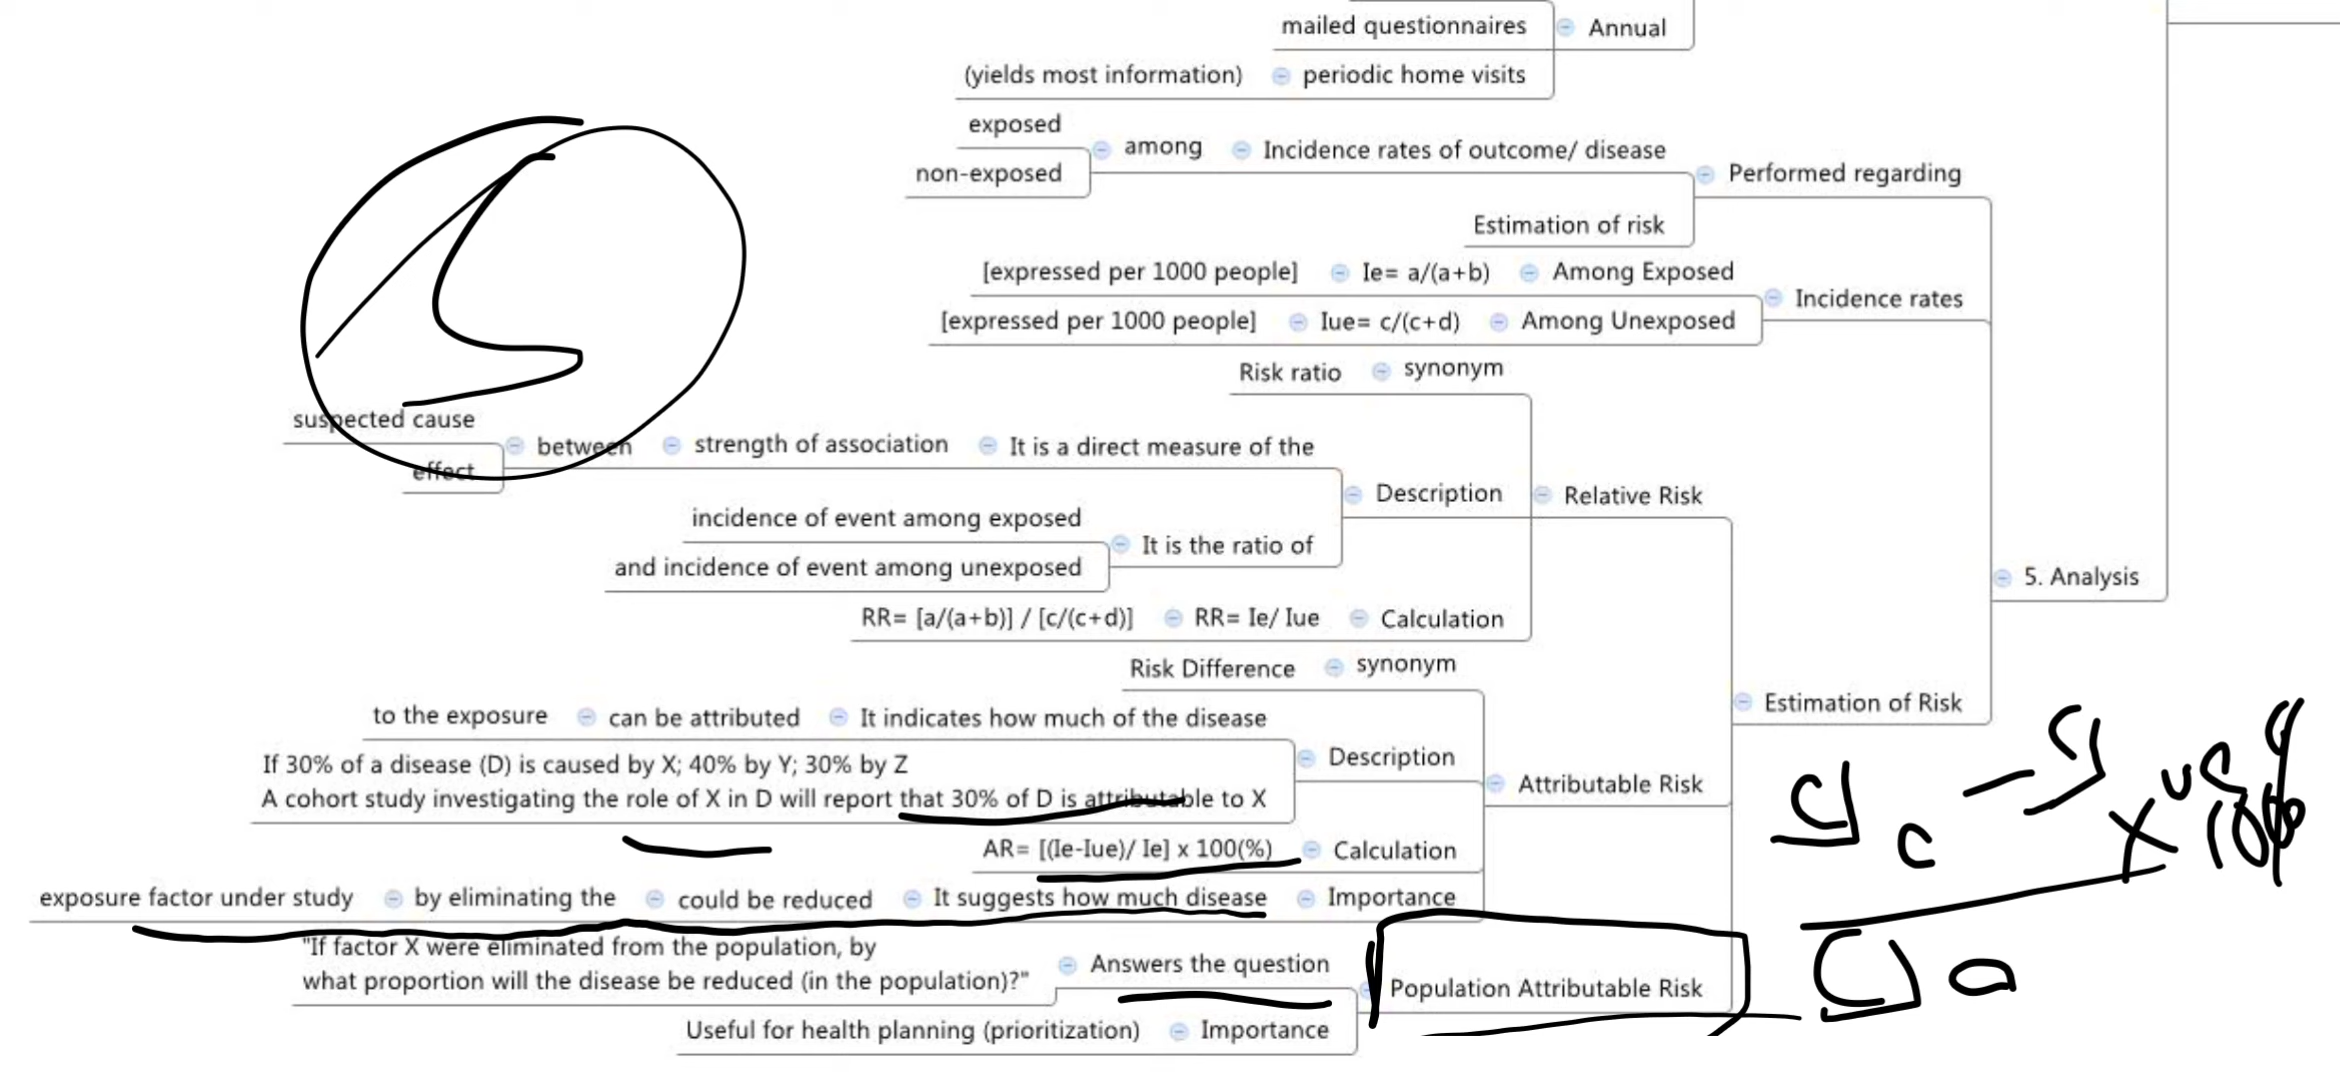 mailed questionnaires
Annual
(yields most information)
periodic home visits
exposed
among
Incidence rates of outcome/ disease
non-exposed
Performed regarding
Estimation of risk
[expressed per 1000 people]
Ie= a/(a+b)
Among Exposed
Incidence rates
[expressed per 1000 people]
Iue= c/(c+d)
Among Unexposed
Risk ratio
synonym
suspected cause
between
strength of association
It is a direct measure of the
effect
Description
Relative Risk
incidence of event among exposed
It is the ratio of
and incidence of event among unexposed
5. Analysis
RR= [a/(a+b)] / [c/(c+d)]
RR= Ie/ Iue
Calculation
Risk Difference
synonym
Estimation of Risk
to the exposure
can be attributed
It indicates how much of the disease
If 30% of a disease (D) is caused by X; 40% by Y; 30% by Z
A cohort study investigating the role of X in D will report that 30% of D is attributable to X
Description
Attributable Risk
AR= [(Ie-Iue)/ Ie] x 100(%)
Calculation
exposure factor under study
by eliminating the
could be reduced
It suggests how much disease
Importance
"If factor X were eliminated from the population, by
what proportion will the disease be reduced (in the population)?"
Answers the question
Population Attributable Risk
Useful for health planning (prioritization)
Importance